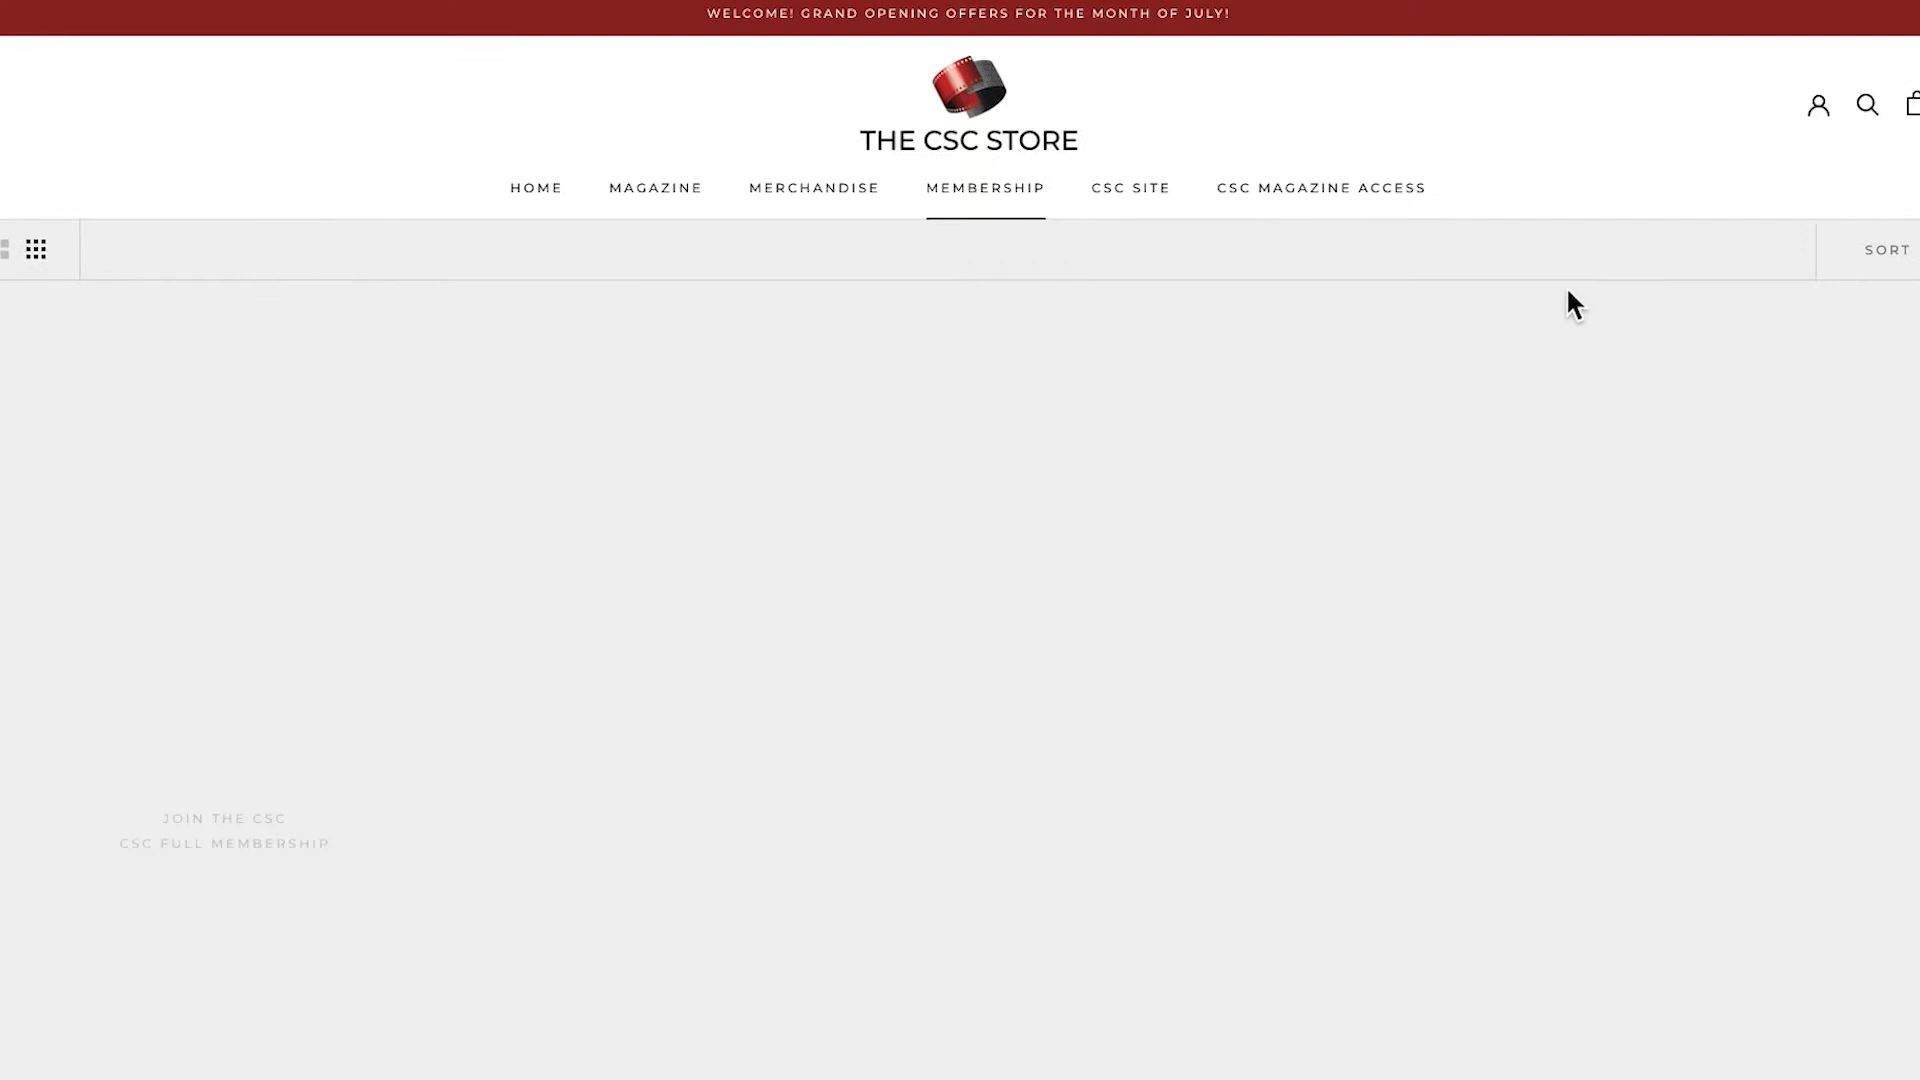 WELCOME! GRAND OPENING OFFERS FOR THE MONTH OF JULY!
THE CSC STORE
HOME MAGAZINE MERCHANDISE MEMBERSHIP CSC SITE CSC MAGAZINE ACCESS
SORT
JOIN THE CSC
CSC FULL MEMBERSHIP